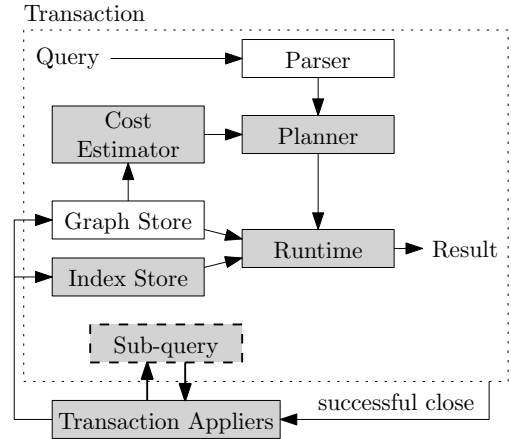 Transaction
Query
Parser
Cost
Estimator
Planner
Graph Store
Runtime
Result
Index Store
Sub-query
successful close
Transaction Appliers